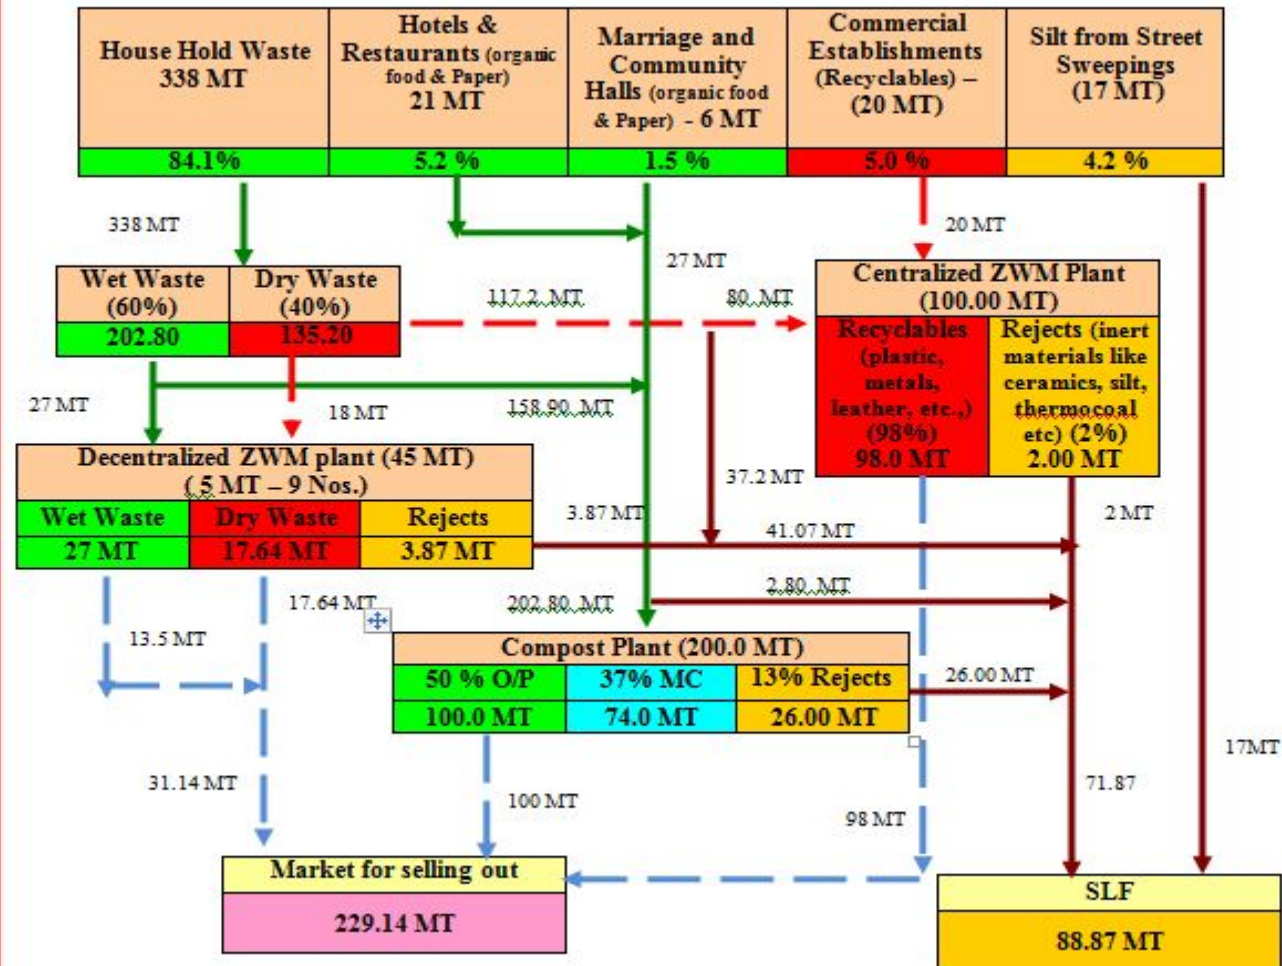 House Hold Waste
338 MT
Hotels &
Restaurants (organic
food & Paper)
21 MT
Marriage and
Community
Halls (organic food
& Paper) - 6 MT
Commercial
Establishments
(Recyclables) –
(20 MT)
Silt from Street
Sweepings
(17 MT)
84.1%
5.2 %
1.5 %
5.0 %
4.2 %
338 MT
20 MT
27 MT
Wet Waste
(60%)
202.80
Dry Waste
(40%)
135.20
117.2 MT
80 MT
Centralized ZWM Plant
(100.00 MT)
Recyclables
(plastic,
metals,
leather, etc.,)
(98%)
98.0 MT
Rejects (inert
materials like
ceramics, silt,
thermocoal
etc) (2%)
2.00 MT
27 MT
18 MT
158.90 MT
Decentralized ZWM plant (45 MT)
( 5 MT – 9 Nos.)
Wet Waste
Dry Waste
Rejects
27 MT
17.64 MT
3.87 MT
37.2 MT
3.87 MT
41.07 MT
2 MT
17.64 MT
202.80 MT
2.80 MT
13.5 MT
Compost Plant (200.0 MT)
50 % O/P
37% MC
13% Rejects
100.0 MT
74.0 MT
26.00 MT
26.00 MT
17MT
31.14 MT
100 MT
98 MT
71.87
Market for selling out
229.14 MT
SLF
88.87 MT